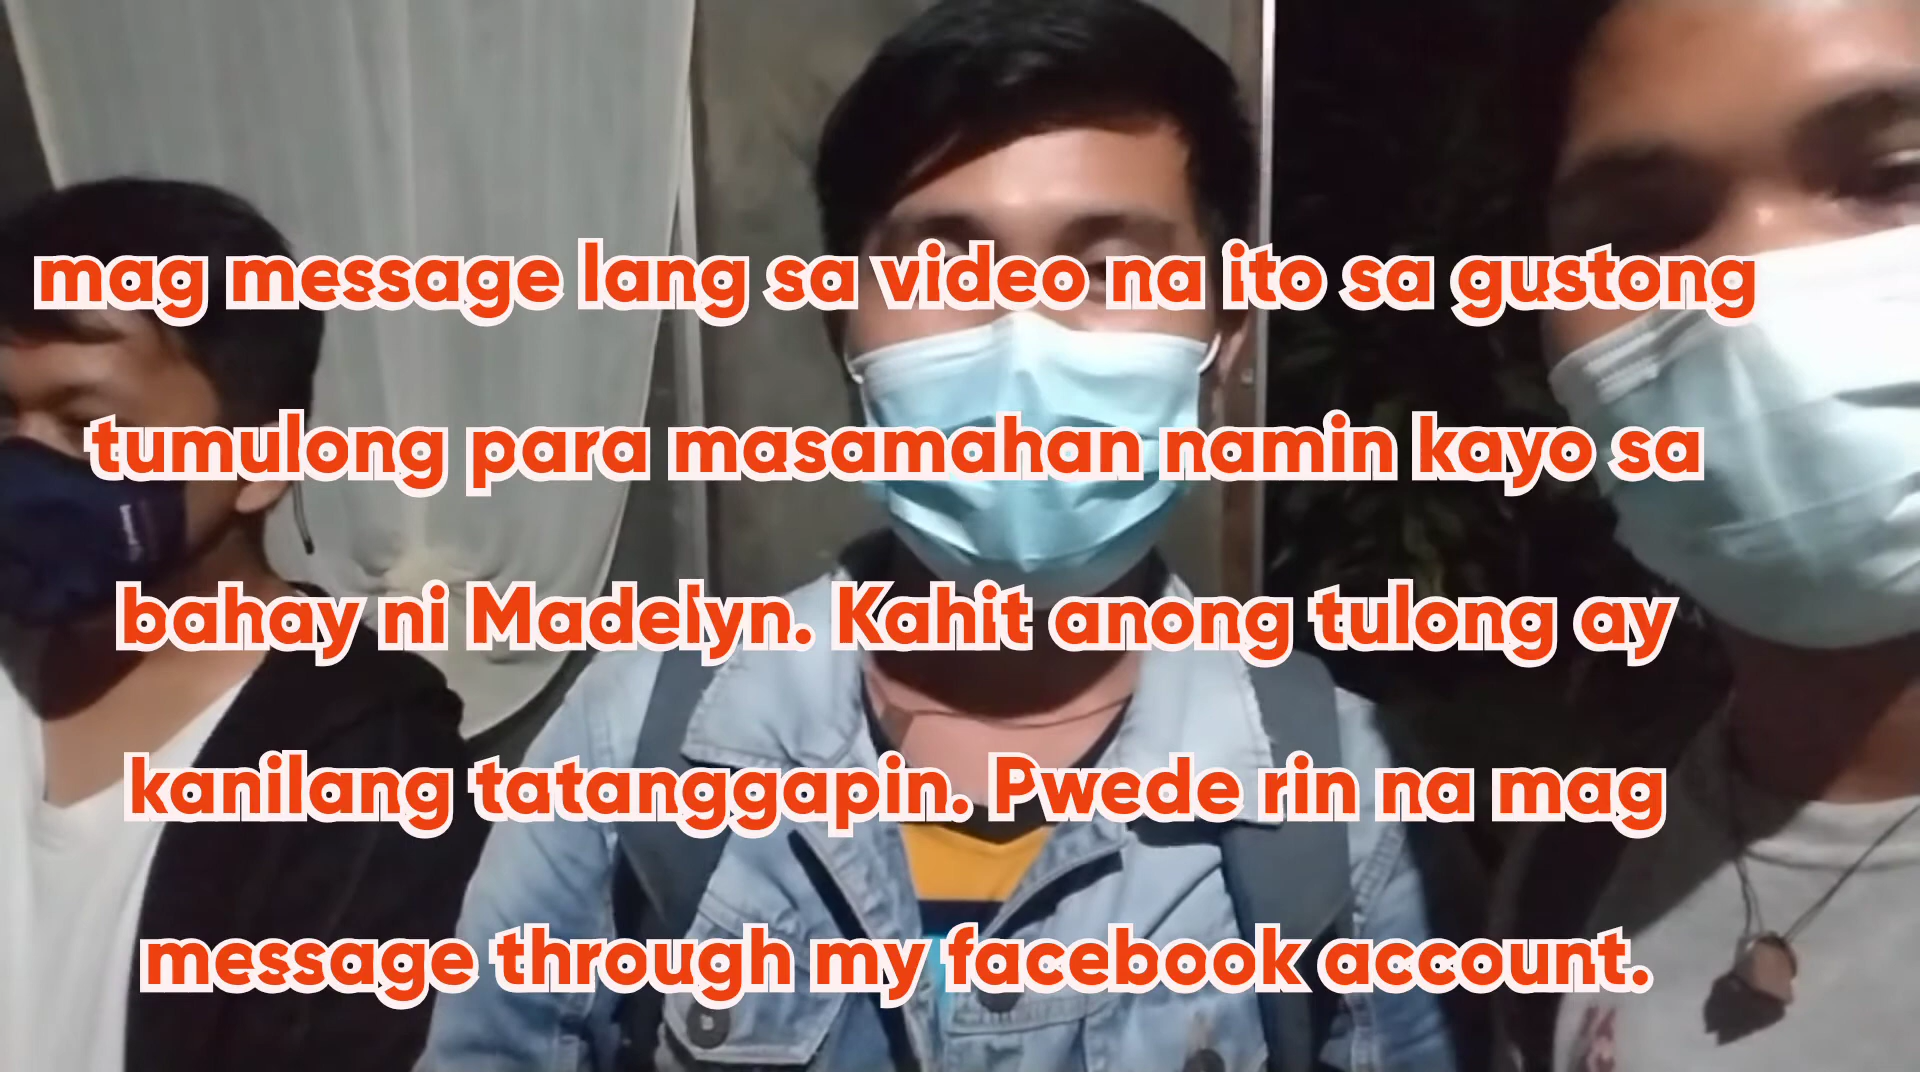 mag message lang sa video na ito sa gustong
tumulong para masamahan namin kayo sa
bahay ni Madelyn. Kahit anong tulong ay
kanilang tatanggapin. Pwede rin na mag
message through my facebook account.